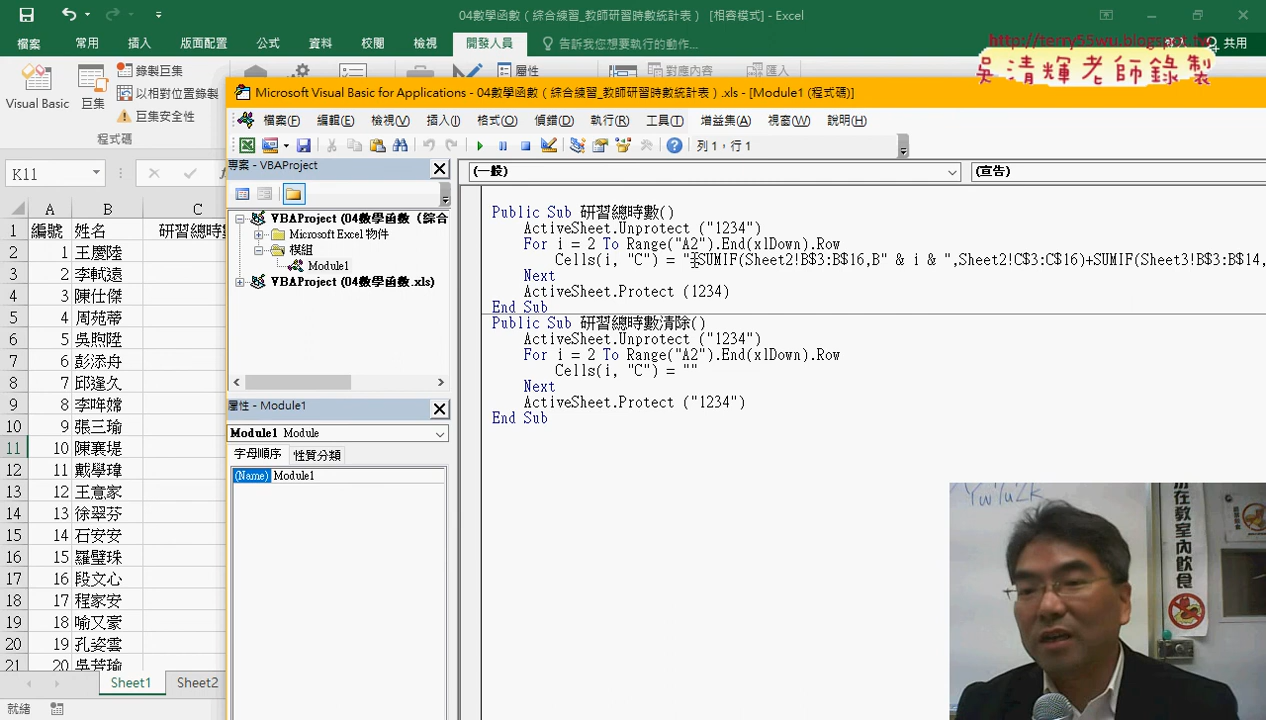 04數學函數（綜合練習_教師研習時數統計表） [相容模式] - Excel
http://terry55wu.blogspot.tw
吳清輝老師錄製
檔案 常用 插入 版面配置 公式 資料 校閱 檢視 開發人員 告訴我您想要執行的動作... 共用
Visual Basic 巨集 錄製巨集 以相對位置錄製 巨集安全性
程式碼
屬性 對應內容 匯入
Microsoft Visual Basic for Applications - 04數學函數（綜合練習_教師研習時數統計表）.xls - [Module1 (程式碼)]
檔案(F) 編輯(E) 檢視(V) 插入(I) 格式(O) 偵錯(D) 執行(R) 工具(T) 增益集(A) 視窗(W) 說明(H)
列 1，行 1
K11
專案 - VBAProject
(一般) (宣告)
VBAProject (04數學函數（綜合
Microsoft Excel 物件
模組
Module1
VBAProject (04數學函數.xls)
Public Sub 研習總時數()
ActiveSheet.Unprotect ("1234")
For i = 2 To Range("A2").End(xlDown).Row
Cells(i, "C") = "=SUMIF(Sheet2!B$3:B$16,B" & i & ",Sheet2!C$3:C$16)+SUMIF(Sheet3!B$3:B$14,
Next
ActiveSheet.Protect (1234)
End Sub
Public Sub 研習總時數清除()
ActiveSheet.Unprotect ("1234")
For i = 2 To Range("A2").End(xlDown).Row
Cells(i, "C") = ""
Next
ActiveSheet.Protect ("1234")
End Sub
屬性 - Module1
Module1 Module
字母順序 性質分類
(Name) Module1
A B C
1 編號 姓名 研習總時數
2 1 王慶陸
3 2 李軾遠
4 3 陳仕傑
5 4 周苑蒂
6 5 吳煦陞
7 6 彭添舟
8 7 邱逢久
9 8 李哞嫦
10 9 張三瑜
11 10 陳襄堤
12 11 戴學瑋
13 12 王意家
14 13 徐翠芬
15 14 石安安
16 15 羅璧珠
17 16 段文心
18 17 程家安
19 18 喻又豪
20 19 孔姿雲
21 20 吳芳瑜
Sheet1 Sheet2
就緒
在教室內飲食